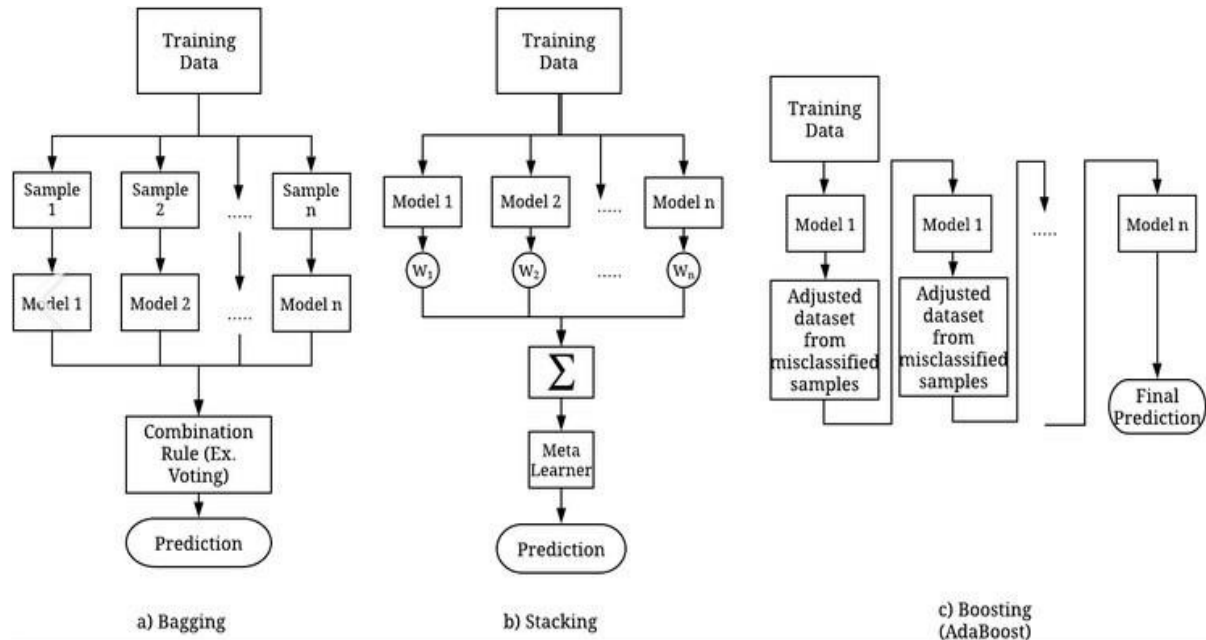 Training
Data
Sample
1
Sample
2
.....
Sample
n
Model 1
Model 2
.....
Model n
Combination
Rule (Ex.
Voting)
Prediction
a) Bagging
Training
Data
Model 1
Model 2
.....
Model n
W1
W2
.....
Wn
Σ
Meta
Learner
Prediction
b) Stacking
Training
Data
Model 1
Adjusted
dataset
from
misclassified
samples
Model 1
Adjusted
dataset
from
misclassified
samples
.....
Model n
Final
Prediction
c) Boosting
(AdaBoost)